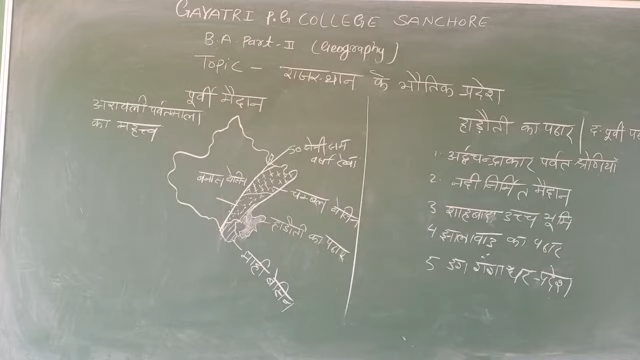 GAYATRI P.G COLLEGE SANCHORE
B.A Part-II (Geography)
Topic - राजस्थान के भौतिक प्रदेश
अरावली पर्वतमाला
का महत्व
पूर्वी मैदान
50 सेमी सम
वर्षा रेखा
बनास बेसिन
चम्बल बेसिन
हाड़ौती का पठार
माही बेसिन
हाड़ौती का पठार
द. पूर्वी
1. अर्द्धचन्द्राकार पर्वत श्रेणियाँ
2. नदी निर्मित मैदान
3 शाहबाद उच्च भूमि
4 झालावाड़ का पठार
5 डग गंगाधर प्रदेश